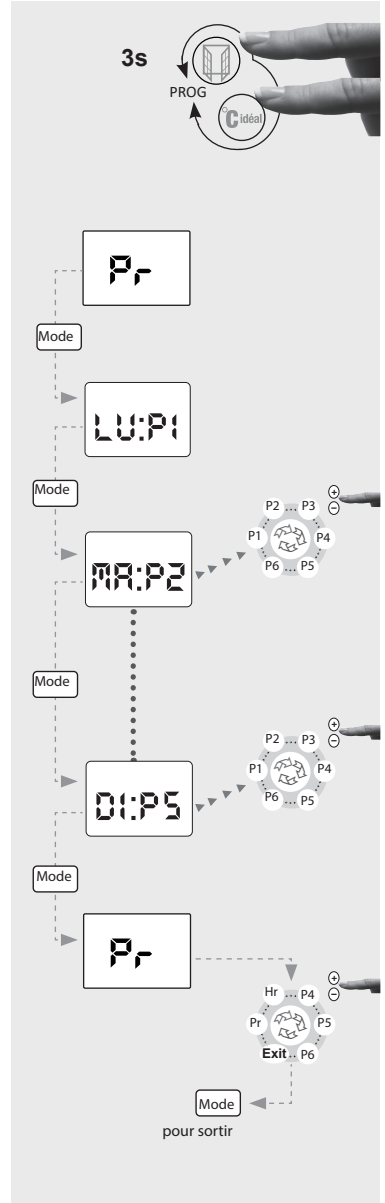 3s
PROG
°C idéal
Pr
Mode
LU:P1
Mode
MA:P2
P2 ... P3
P1 P4
P6 ... P5
+
−
Mode
DI:P5
P2 ... P3
P1 P4
P6 ... P5
+
−
Mode
Pr
Hr ... P4
Pr P5
Exit ... P6
+
−
Mode
pour sortir